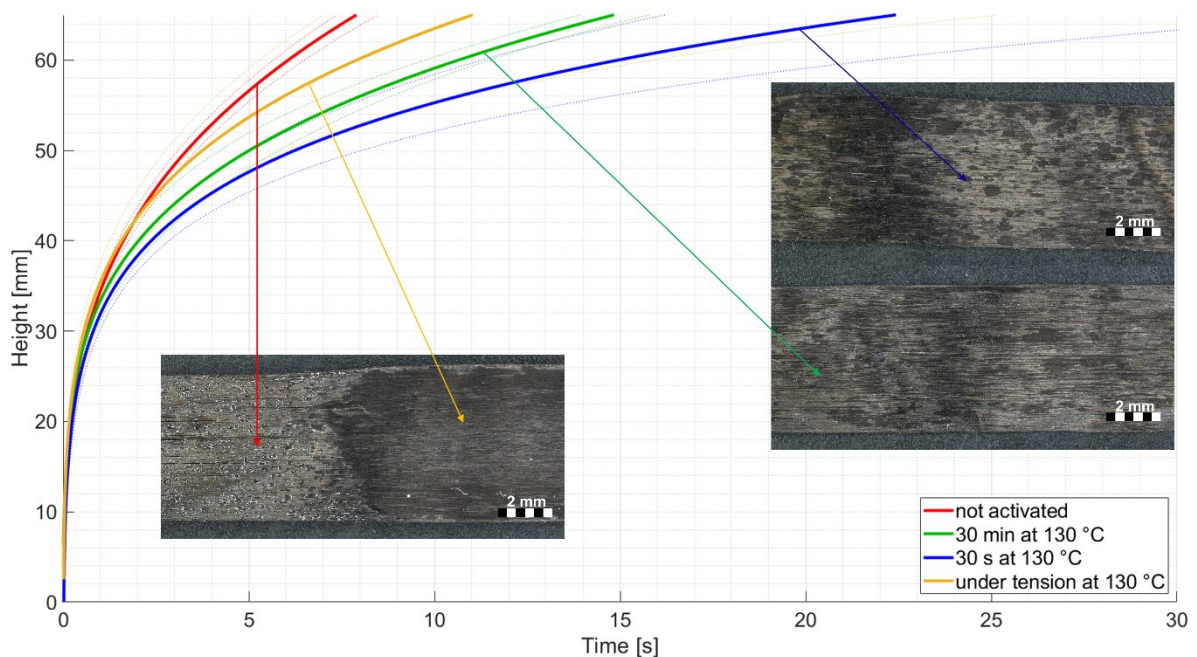 60
50
40
30
20
10
0
Height [mm]
2 mm
2 mm
2 mm
not activated
30 min at 130 °C
30 s at 130 °C
under tension at 130 °C
0
5
10
15
20
25
30
Time [s]